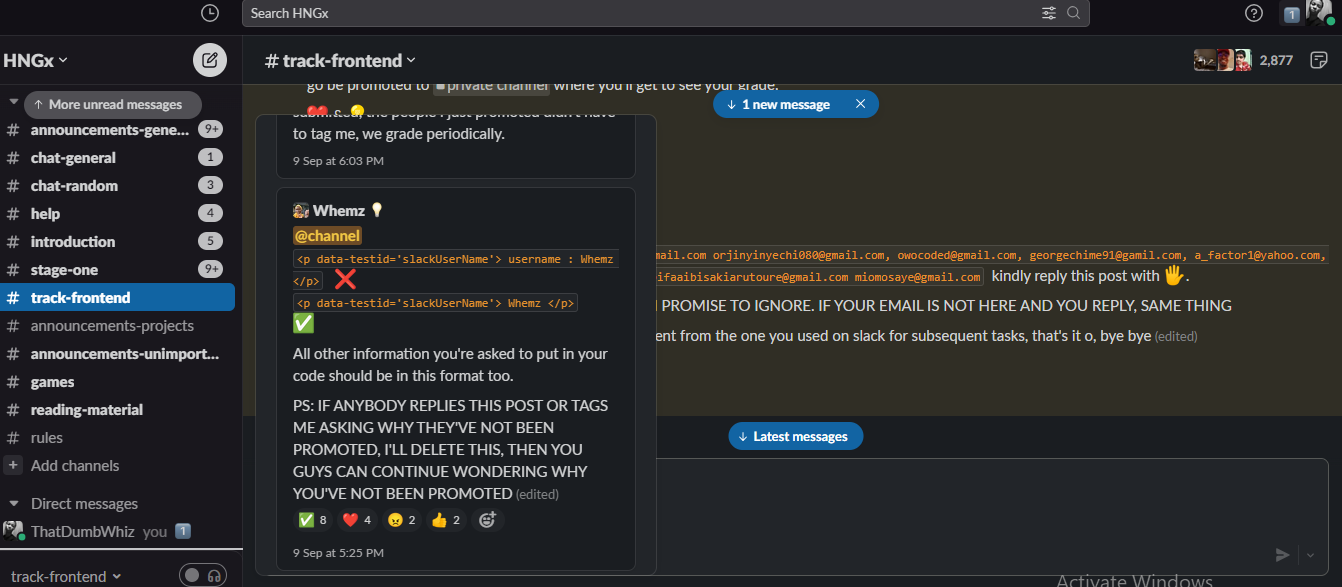 Search HNGx
1
HNGx
# track-frontend
2,877
↑ More unread messages
# announcements-gene... 9+
# chat-general 1
# chat-random 3
# help 4
# introduction 5
# stage-one 9+
# track-frontend
# announcements-projects
# announcements-unimport...
# games
# reading-material
# rules
+ Add channels
Direct messages
ThatDumbWhiz you 1
track-frontend
go be promoted to private channel where you'll get to see your grade.
↓ 1 new message ×
submitted, the people I just promoted didn't have
to tag me, we grade periodically.
9 Sep at 6:03 PM
Whemz
@channel
<p data-testid='slackUserName'> username : Whemz
</p> ❌
<p data-testid='slackUserName'> Whemz </p>
✅
All other information you're asked to put in your
code should be in this format too.
PS: IF ANYBODY REPLIES THIS POST OR TAGS
ME ASKING WHY THEY'VE NOT BEEN
PROMOTED, I'LL DELETE THIS, THEN YOU
GUYS CAN CONTINUE WONDERING WHY
YOU'VE NOT BEEN PROMOTED (edited)
✅ 8 ❤️ 4 😠 2 👍 2
9 Sep at 5:25 PM
mail.com orjinyinyechi080@gmail.com, owocoded@gmail.com, georgechime91@gamil.com, a_factor1@yahoo.com,
ifaaibisakiarutoure@gmail.com miomosaye@gmail.com kindly reply this post with 🖐.
I PROMISE TO IGNORE. IF YOUR EMAIL IS NOT HERE AND YOU REPLY, SAME THING
ent from the one you used on slack for subsequent tasks, that's it o, bye bye (edited)
↓ Latest messages
Activate Windows